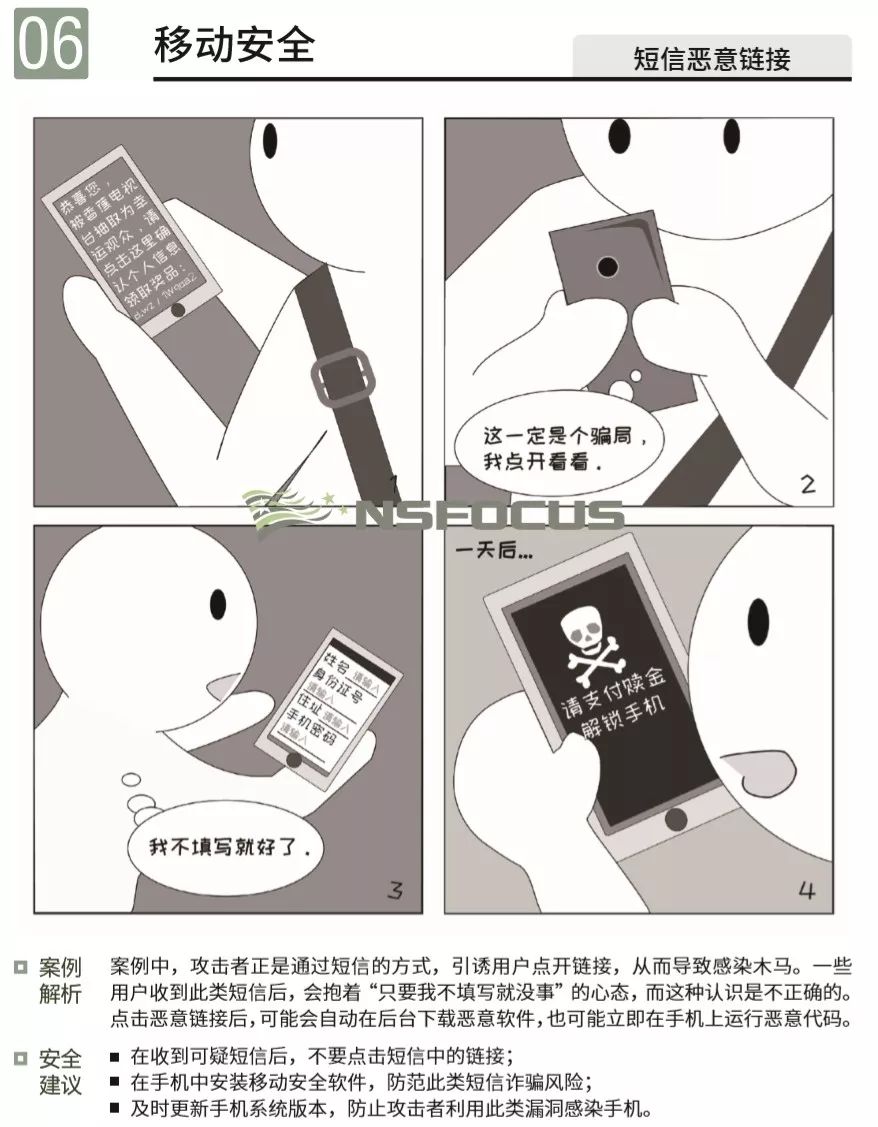 06
移动安全
短信恶意链接
恭喜您，
被香蕉电视
台抽取为幸
运观众，请
点击这里确
认个人信息
领取奖品：
d.wz/1Wqaa2
1
这一定是个骗局，
我点开看看.
2
NSFOCUS
姓名 请输入
身份证号
请输入
住址 请输入
手机密码
请输入
我不填写就好了.
3
一天后...
请支付赎金
解锁手机
4
案例
解析
案例中，攻击者正是通过短信的方式，引诱用户点开链接，从而导致感染木马。一些
用户收到此类短信后，会抱着“只要我不填写就没事”的心态，而这种认识是不正确的。
点击恶意链接后，可能会自动在后台下载恶意软件，也可能立即在手机上运行恶意代码。
安全
建议
■ 在收到可疑短信后，不要点击短信中的链接；
■ 在手机中安装移动安全软件，防范此类短信诈骗风险；
■ 及时更新手机系统版本，防止攻击者利用此类漏洞感染手机。